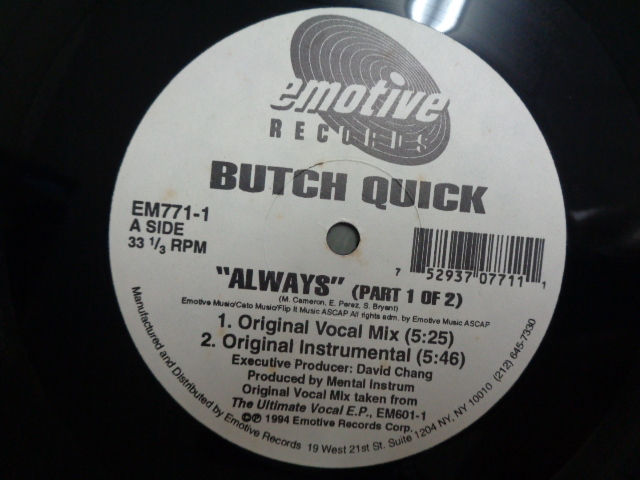 emotive
RECORDS
BUTCH QUICK
EM771-1
A SIDE
33 1/3 RPM
7 52937 07711 1
"ALWAYS" (PART 1 OF 2)
(M. Cameron, E. Perez, S. Bryant)
Emotive Music/Cato Music/Flip It Music ASCAP All rights adm. by Emotive Music ASCAP
1. Original Vocal Mix (5:25)
2. Original Instrumental (5:46)
Executive Producer: David Chang
Produced by Mental Instrum
Original Vocal Mix taken from
The Ultimate Vocal E.P., EM601-1
©℗ 1994 Emotive Records Corp.
Manufactured and Distributed by Emotive Records 19 West 21st St. Suite 1204 NY, NY 10010 (212) 645-7330